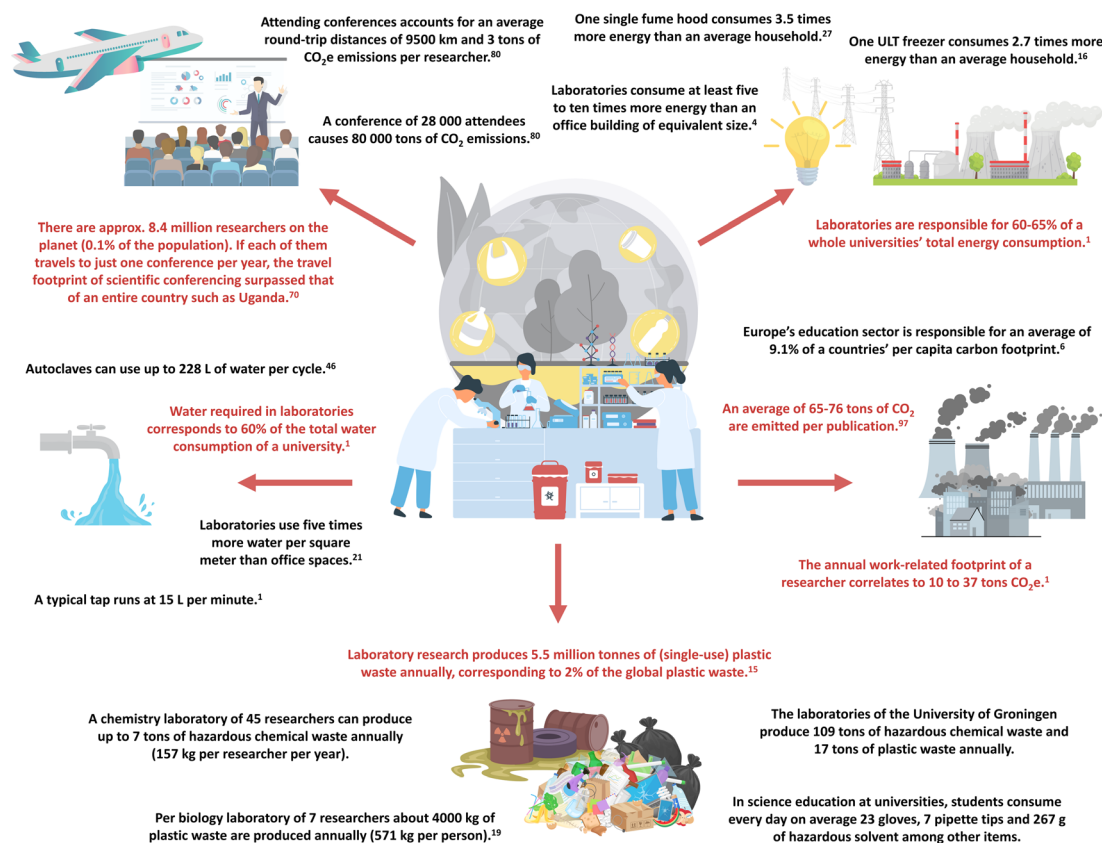 Attending conferences accounts for an average
round-trip distances of 9500 km and 3 tons of
CO₂e emissions per researcher.⁸⁰
A conference of 28 000 attendees
causes 80 000 tons of CO₂ emissions.⁸⁰
One single fume hood consumes 3.5 times
more energy than an average household.²⁷
One ULT freezer consumes 2.7 times more
energy than an average household.¹⁶
Laboratories consume at least five
to ten times more energy than an
office building of equivalent size.⁴
There are approx. 8.4 million researchers on the
planet (0.1% of the population). If each of them
travels to just one conference per year, the travel
footprint of scientific conferencing surpassed that
of an entire country such as Uganda.⁷⁰
Laboratories are responsible for 60-65% of a
whole universities’ total energy consumption.¹
Europe’s education sector is responsible for an average of
9.1% of a countries’ per capita carbon footprint.⁶
Autoclaves can use up to 228 L of water per cycle.⁴⁶
Water required in laboratories
corresponds to 60% of the total water
consumption of a university.¹
An average of 65-76 tons of CO₂
are emitted per publication.⁹⁷
Laboratories use five times
more water per square
meter than office spaces.²¹
A typical tap runs at 15 L per minute.¹
The annual work-related footprint of a
researcher correlates to 10 to 37 tons CO₂e.¹
Laboratory research produces 5.5 million tonnes of (single-use) plastic
waste annually, corresponding to 2% of the global plastic waste.¹⁵
A chemistry laboratory of 45 researchers can produce
up to 7 tons of hazardous chemical waste annually
(157 kg per researcher per year).
The laboratories of the University of Groningen
produce 109 tons of hazardous chemical waste and
17 tons of plastic waste annually.
Per biology laboratory of 7 researchers about 4000 kg of
plastic waste are produced annually (571 kg per person).¹⁹
In science education at universities, students consume
every day on average 23 gloves, 7 pipette tips and 267 g
of hazardous solvent among other items.